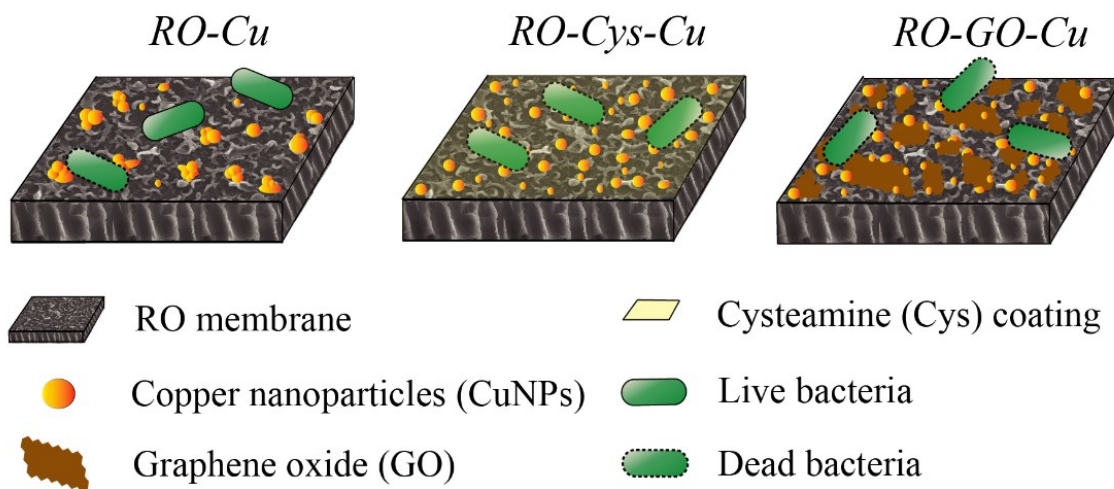 RO-Cu
RO-Cys-Cu
RO-GO-Cu
RO membrane
Cysteamine (Cys) coating
Copper nanoparticles (CuNPs)
Live bacteria
Graphene oxide (GO)
Dead bacteria